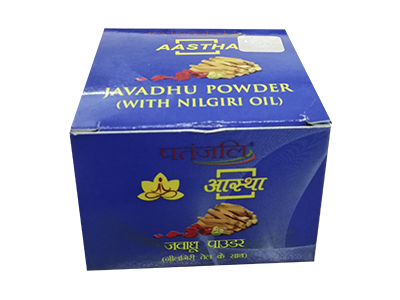 AASTHA
JAVADHU POWDER
(WITH NILGIRI OIL)
पतंजलि
आस्था
जवाधू पाउडर
(नीलगिरी तेल के साथ)